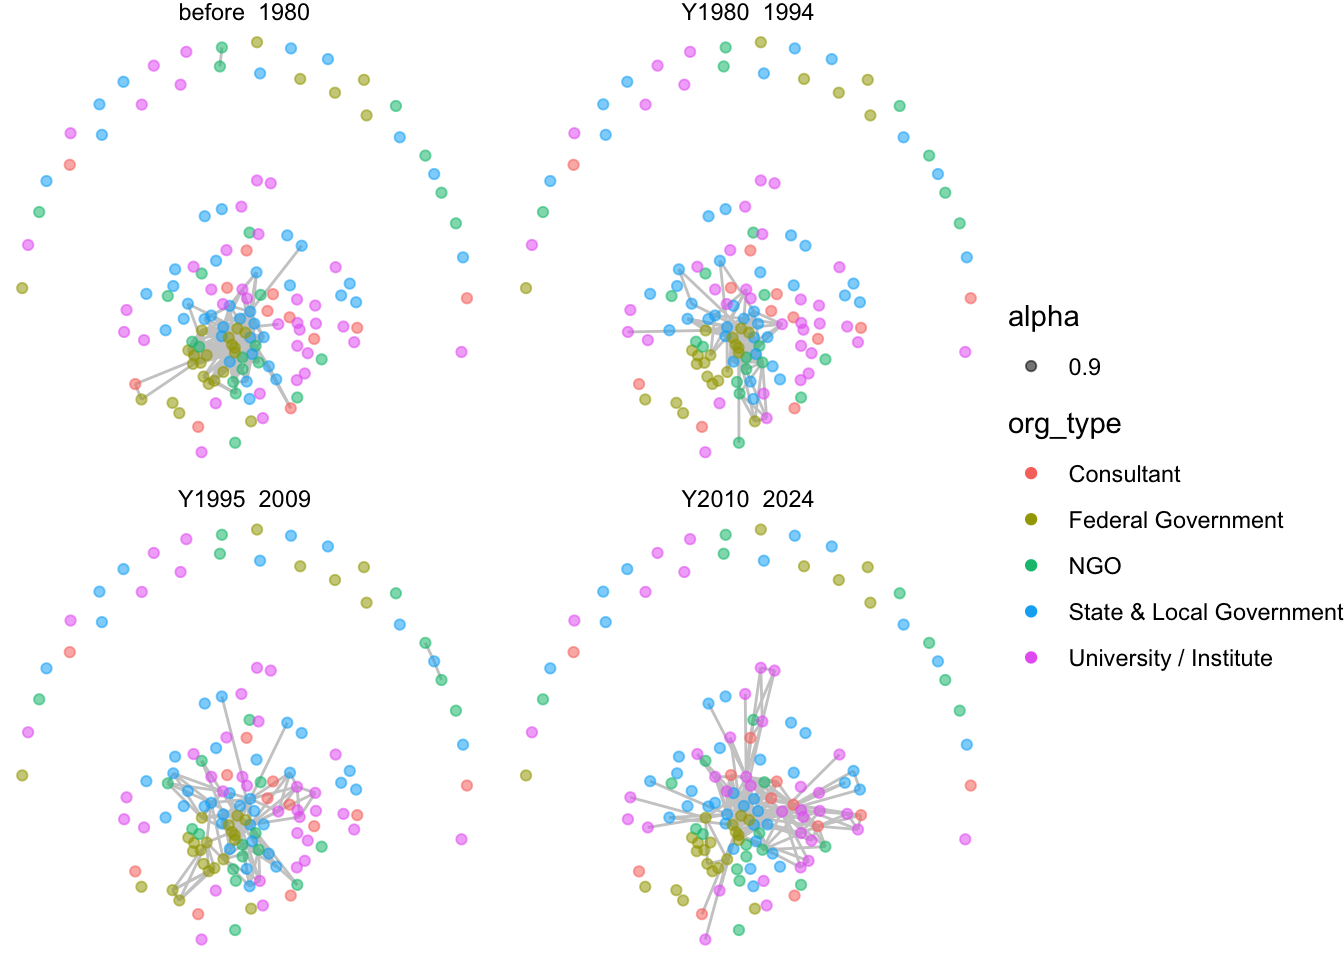 before  1980
Y1980  1994
Y1995  2009
Y2010  2024
alpha
0.9
org_type
Consultant
Federal Government
NGO
State & Local Government
University / Institute